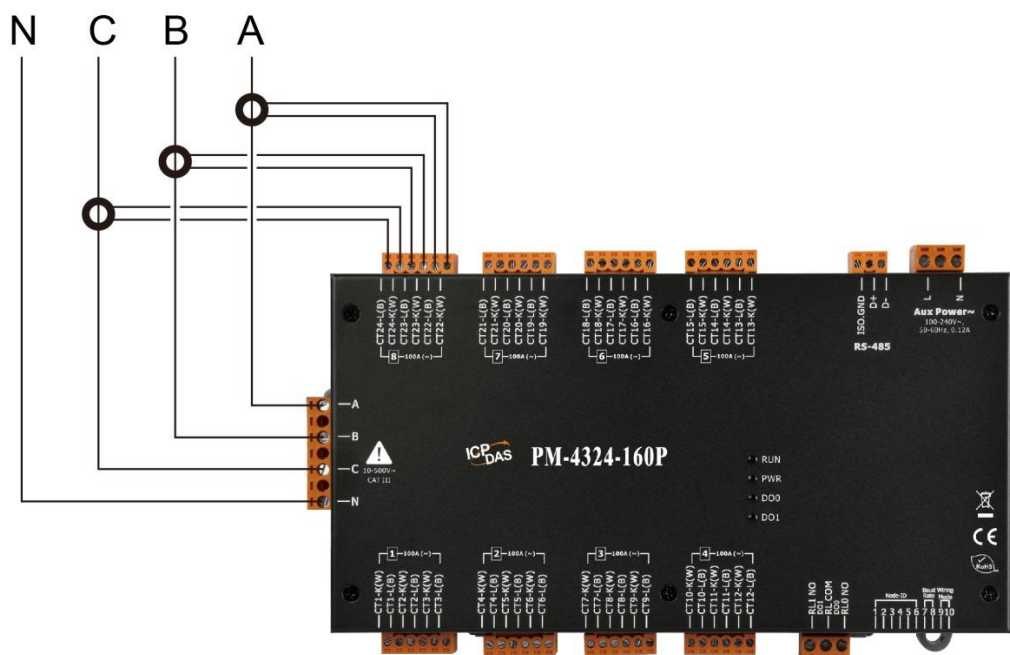 N C B A
CT24-L(B)
CT24-K(W)
CT23-L(B)
CT23-K(W)
CT22-L(B)
CT22-K(W)
8 100A (~)
CT21-L(B)
CT21-K(W)
CT20-L(B)
CT20-K(W)
CT19-L(B)
CT19-K(W)
7 100A (~)
CT18-L(B)
CT18-K(W)
CT17-L(B)
CT17-K(W)
CT16-L(B)
CT16-K(W)
6 100A (~)
CT15-L(B)
CT15-K(W)
CT14-L(B)
CT14-K(W)
CT13-L(B)
CT13-K(W)
5 100A (~)
ISO.GND
D+
D-
RS-485
L
N
Aux Power~
100-240V~,
50-60Hz, 0.12A
A
B
C
N
10-500V~
CAT III
ICP DAS
PM-4324-160P
RUN
PWR
DO0
DO1
CE
RoHS
1 100A (~)
CT1-K(W)
CT1-L(B)
CT2-K(W)
CT2-L(B)
CT3-K(W)
CT3-L(B)
2 100A (~)
CT4-K(W)
CT4-L(B)
CT5-K(W)
CT5-L(B)
CT6-K(W)
CT6-L(B)
3 100A (~)
CT7-K(W)
CT7-L(B)
CT8-K(W)
CT8-L(B)
CT9-K(W)
CT9-L(B)
4 100A (~)
CT10-K(W)
CT10-L(B)
CT11-K(W)
CT11-L(B)
CT12-K(W)
CT12-L(B)
RL1 NO
DO1
RL COM
DO0
RL0 NO
Node ID
Baud Rate
Wiring Mode
1 2 3 4 5 6 7 8 9 10